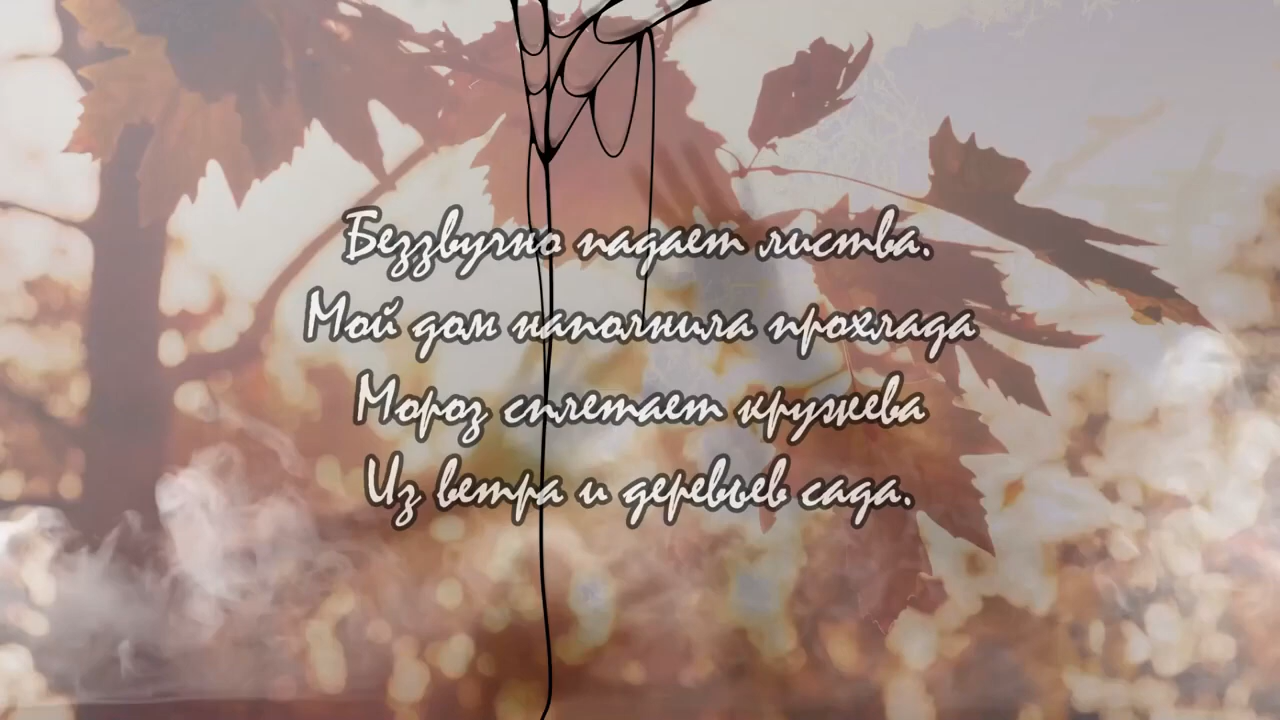 Беззвучно падает листва.
Мой дом наполнила прохлада
Мороз сплетает кружева
Из ветра и деревьев сада.